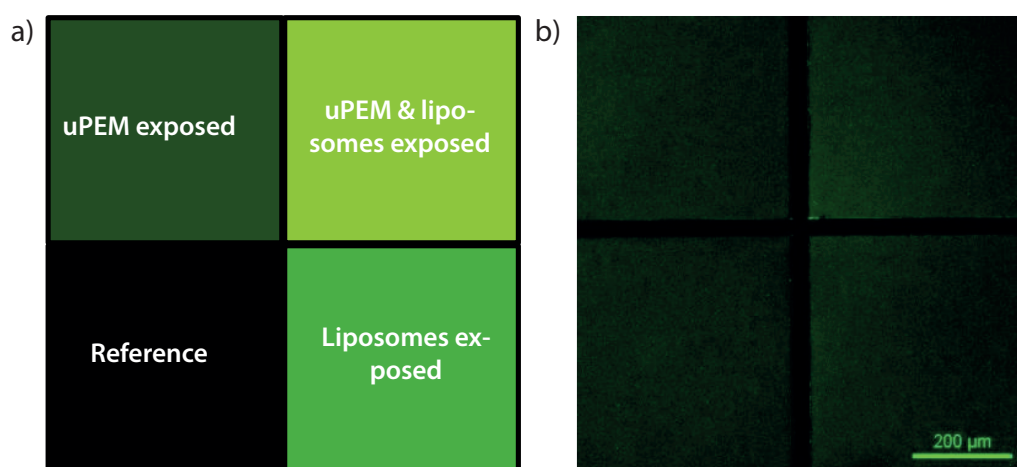 a)
b)
uPEM exposed
uPEM & lipo-
somes exposed
Reference
Liposomes ex-
posed
200 µm